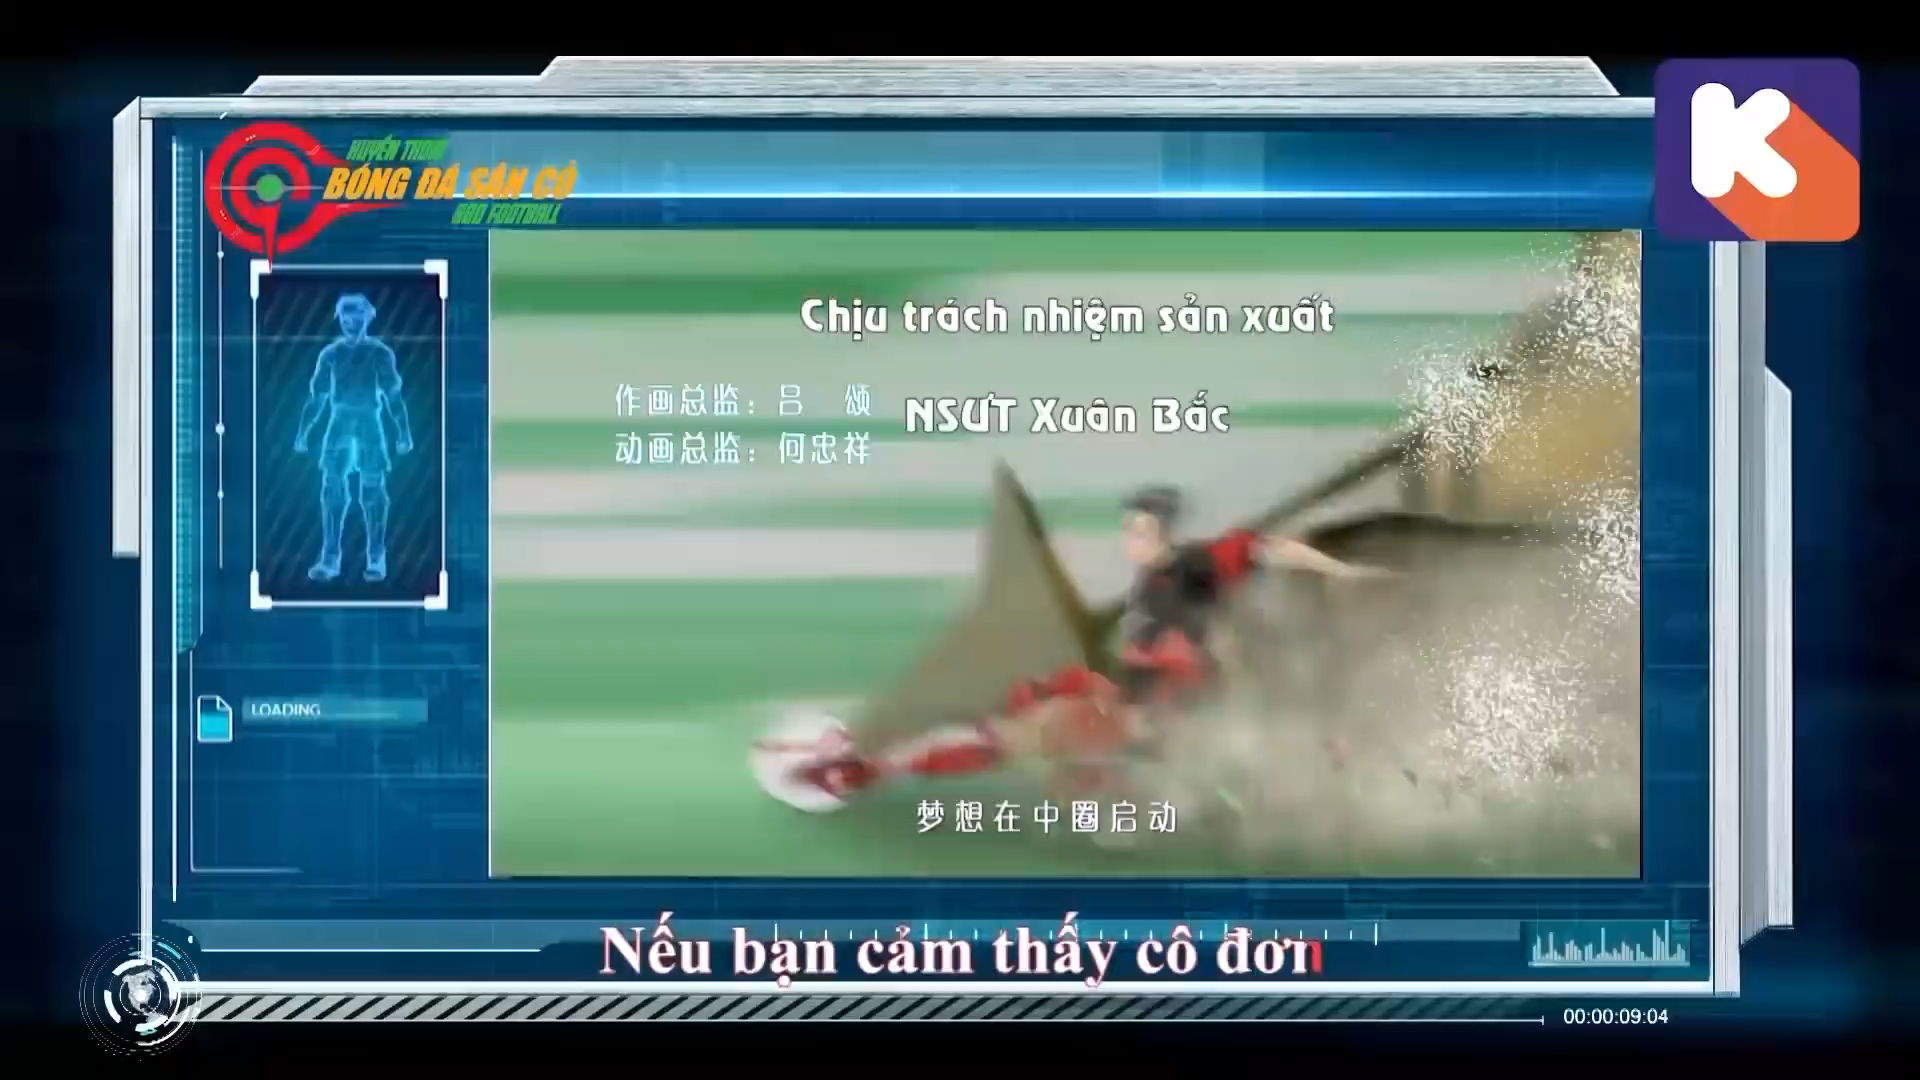 HUYỀN THOẠI
BÓNG ĐÁ SÂN CỎ
GGO FOOTBALL
K
Chịu trách nhiệm sản xuất
作画总监：吕 颂
NSƯT Xuân Bắc
动画总监：何忠祥
LOADING
梦想在中圈启动
Nếu bạn cảm thấy cô đơn
00:00:09:04